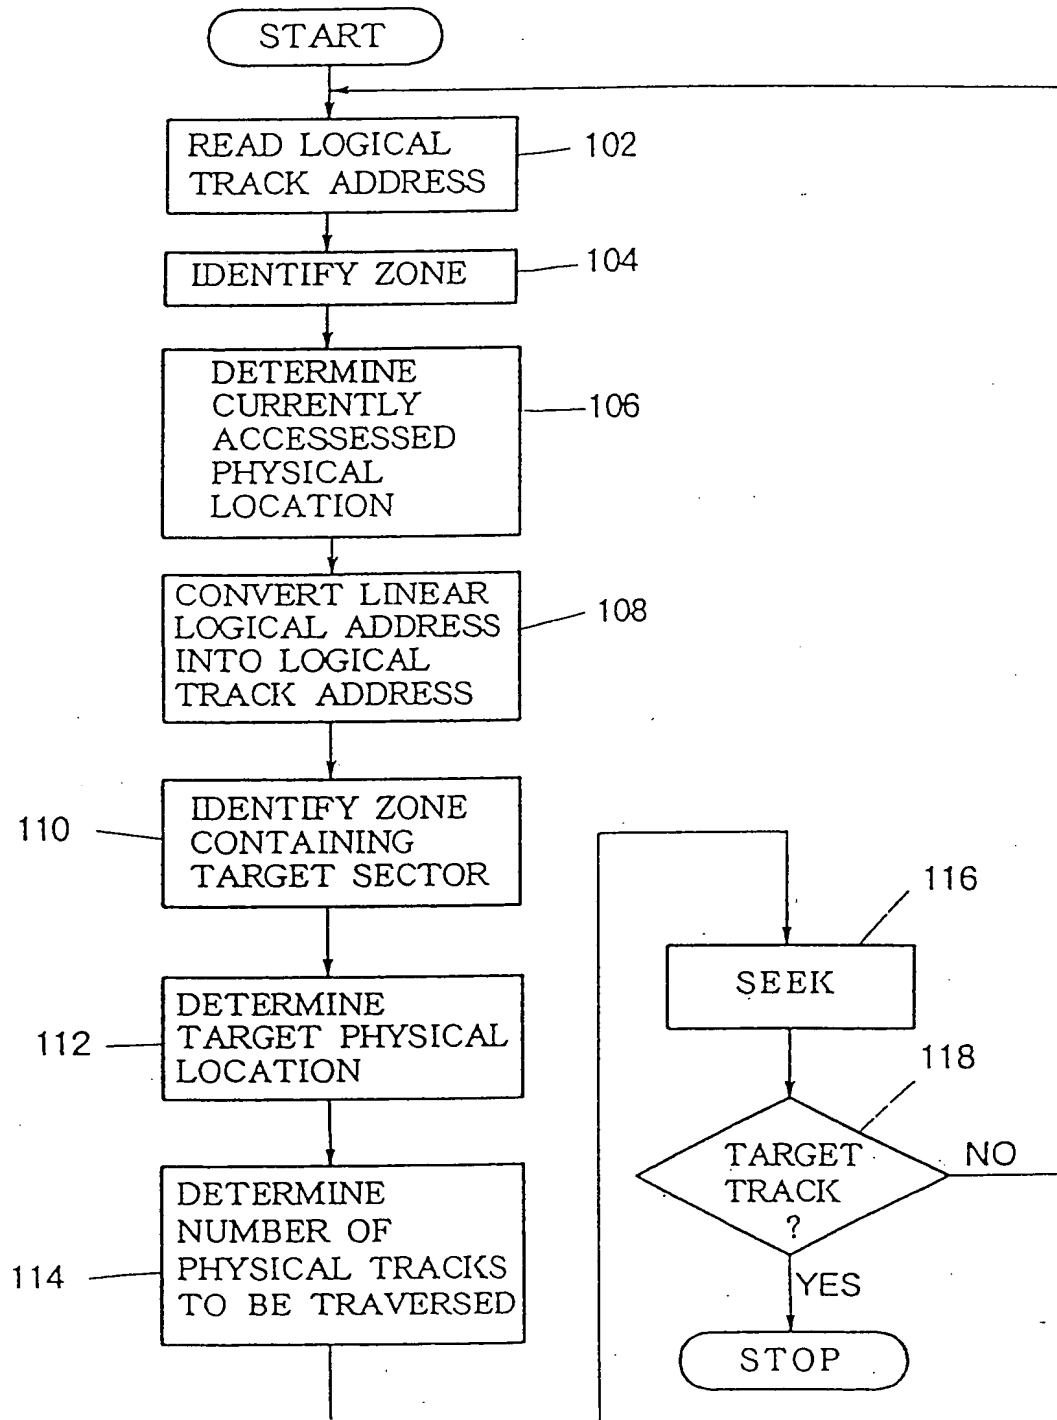 START
READ LOGICAL
TRACK ADDRESS
102
IDENTIFY ZONE
104
DETERMINE
CURRENTLY
ACCESSESSED
PHYSICAL
LOCATION
106
CONVERT LINEAR
LOGICAL ADDRESS
INTO LOGICAL
TRACK ADDRESS
108
110
IDENTIFY ZONE
CONTAINING
TARGET SECTOR
112
DETERMINE
TARGET PHYSICAL
LOCATION
114
DETERMINE
NUMBER OF
PHYSICAL TRACKS
TO BE TRAVERSED
116
SEEK
118
TARGET
TRACK
?
NO
YES
STOP